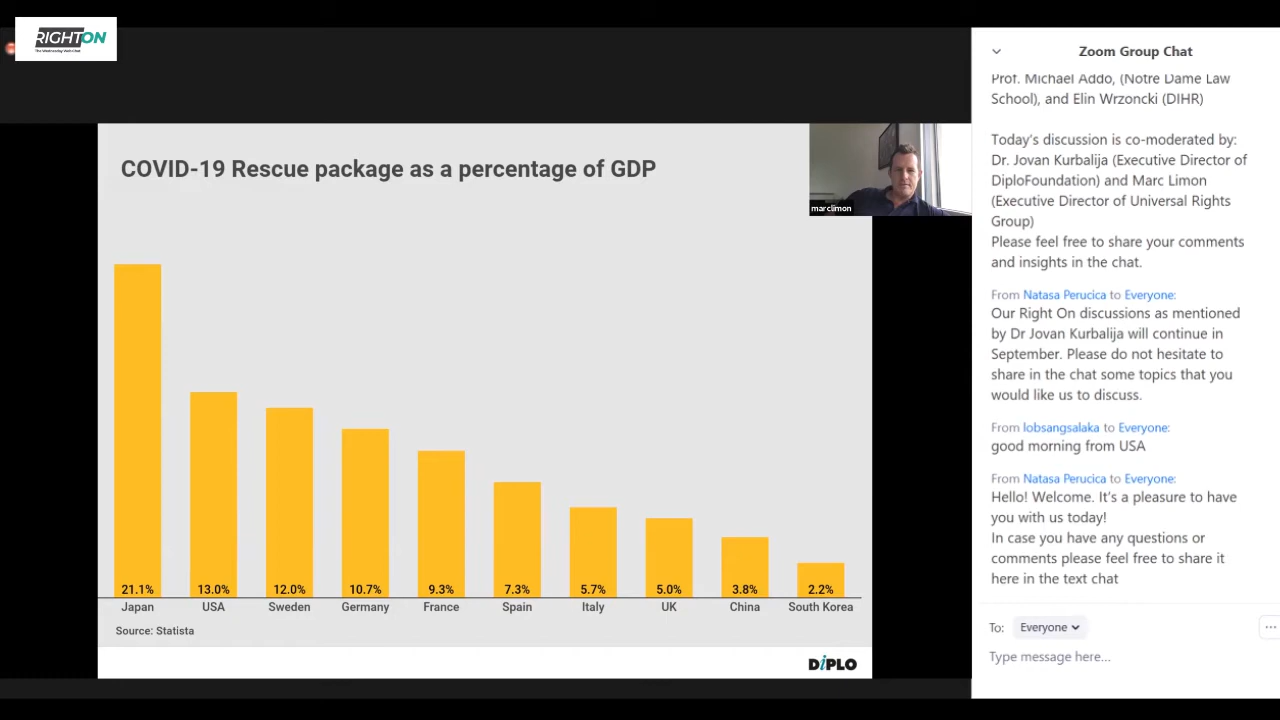 RIGHTON
The Wednesday Web Chat
COVID-19 Rescue package as a percentage of GDP
marclimon
21.1% 13.0% 12.0% 10.7% 9.3% 7.3% 5.7% 5.0% 3.8% 2.2%
Japan USA Sweden Germany France Spain Italy UK China South Korea
Source: Statista
DiPLO
Zoom Group Chat
Prof. Michael Addo, (Notre Dame Law
School), and Elin Wrzoncki (DIHR)
Today's discussion is co-moderated by:
Dr. Jovan Kurbalija (Executive Director of
DiploFoundation) and Marc Limon
(Executive Director of Universal Rights
Group)
Please feel free to share your comments
and insights in the chat.
From Natasa Perucica to Everyone:
Our Right On discussions as mentioned
by Dr Jovan Kurbalija will continue in
September. Please do not hesitate to
share in the chat some topics that you
would like us to discuss.
From lobsangsalaka to Everyone:
good morning from USA
From Natasa Perucica to Everyone:
Hello! Welcome. It's a pleasure to have
you with us today!
In case you have any questions or
comments please feel free to share it
here in the text chat
To: Everyone
Type message here...